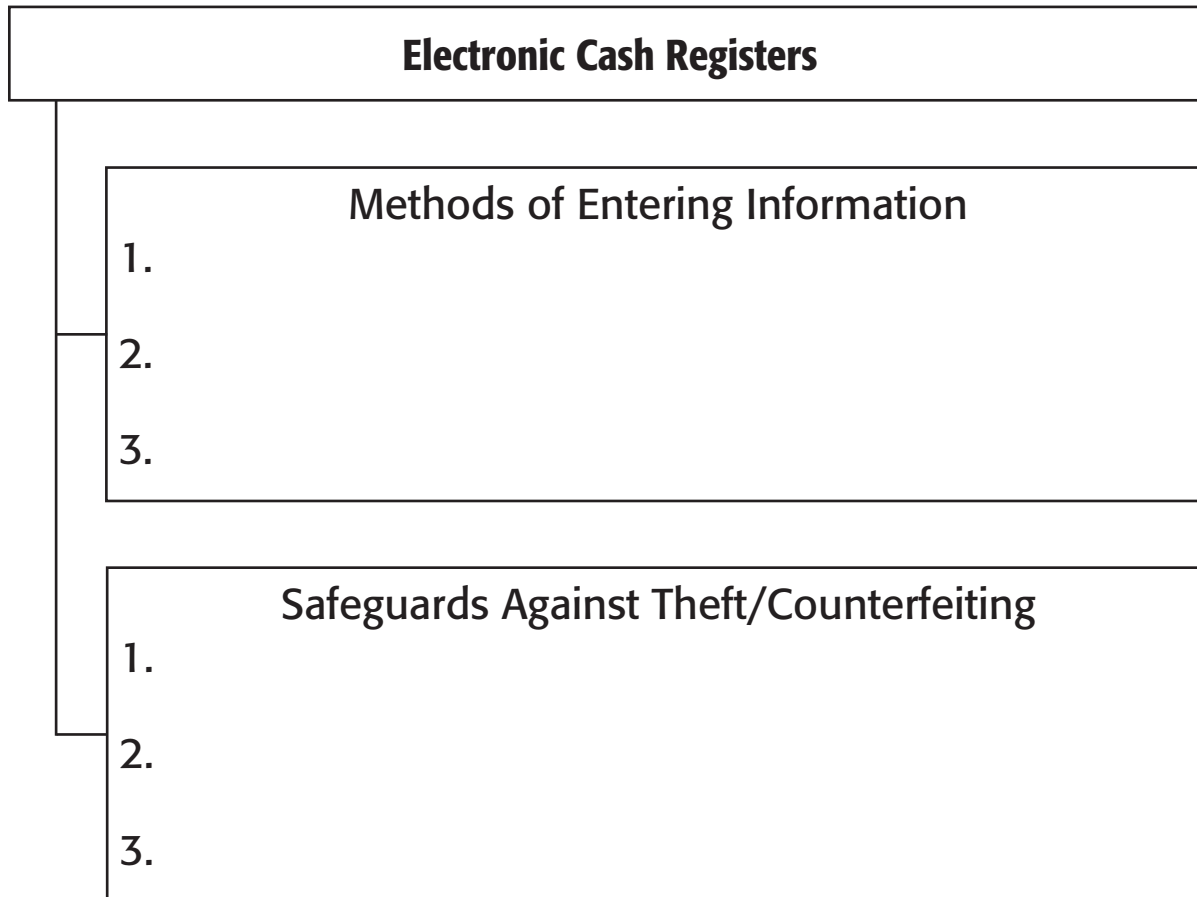 Electronic Cash Registers
Methods of Entering Information
1.
2.
3.
Safeguards Against Theft/Counterfeiting
1.
2.
3.